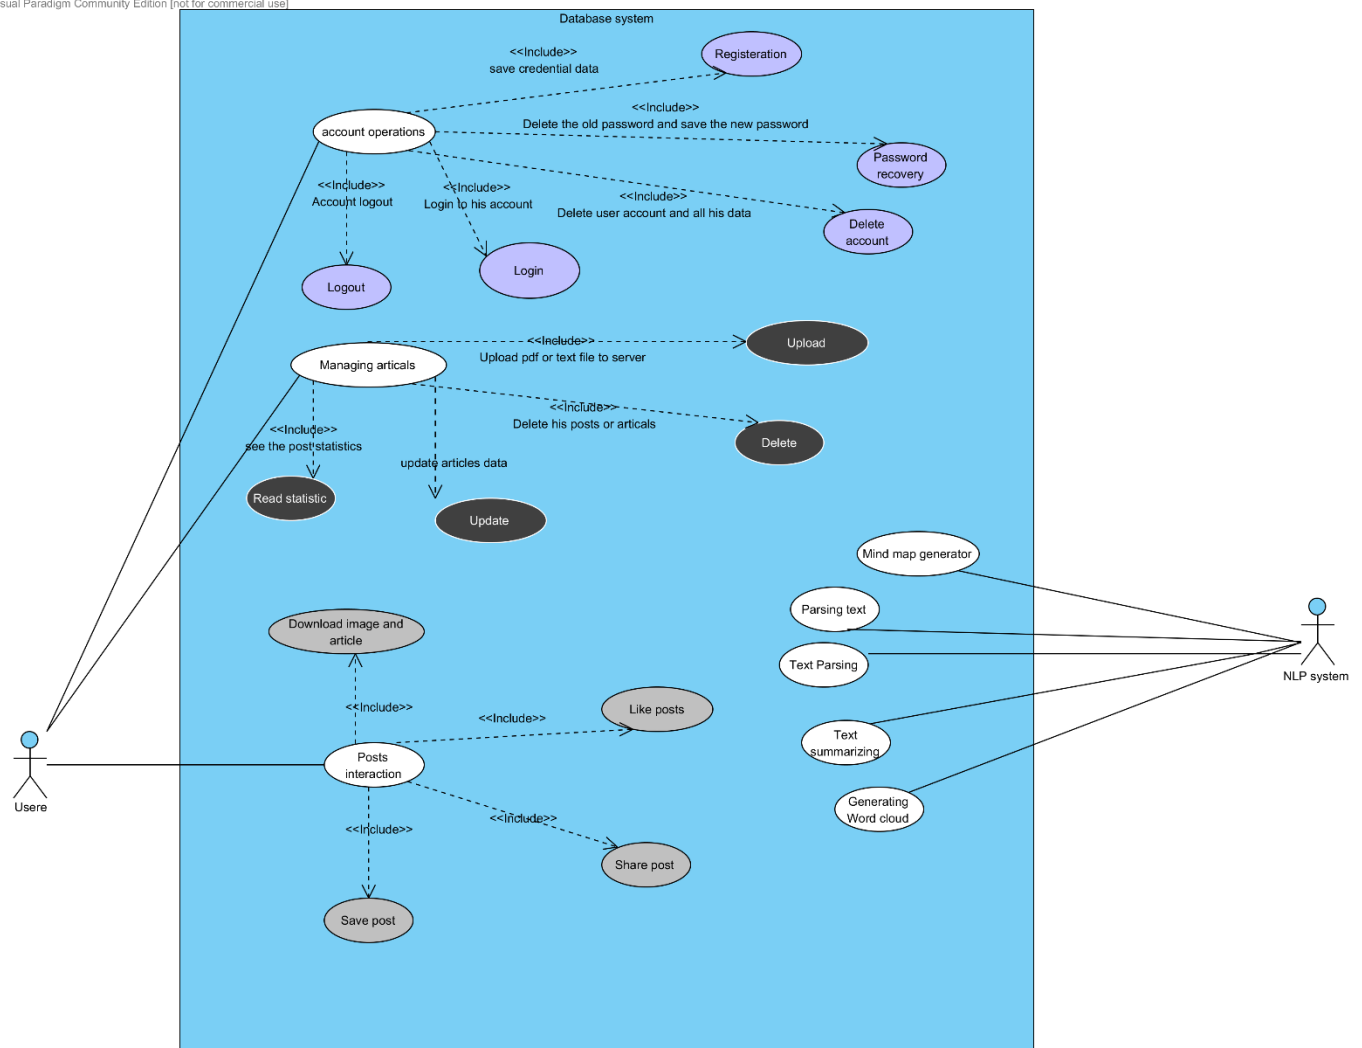 sual Paradigm Community Edition [not for commercial use]
Database system
<<Include>>
save credential data
Registeration
<<Include>>
Delete the old password and save the new password
account operations
Password
recovery
<<Include>>
Account logout
<<Include>>
Login to his account
<<Include>>
Delete user account and all his data
Delete
account
Login
Logout
<<Include>>
Upload pdf or text file to server
Upload
Managing articals
<<Include>>
Delete his posts or articals
Delete
<<Include>>
see the post statistics
update articles data
Read statistic
Update
Mind map generator
Parsing text
Text Parsing
NLP system
Download image and
article
<<Include>>
<<Include>>
Like posts
Text
summarizing
Posts
interaction
Usere
Generating
Word cloud
<<Include>>
<<Include>>
Share post
Save post